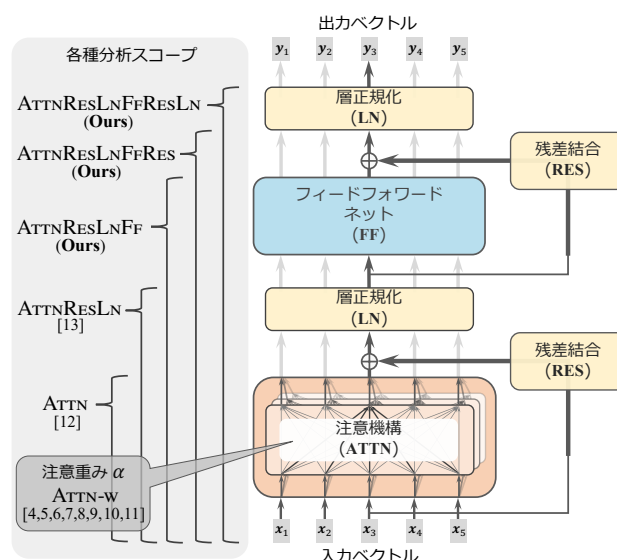 各種分析スコープ
ATTNRESLNFFRESLN
(Ours)
ATTNRESLNFFRES
(Ours)
ATTNRESLNFF
(Ours)
ATTNRESLN
[13]
ATTN
[12]
注意重み α
ATTN-W
[4,5,6,7,8,9,10,11]
出力ベクトル
y1 y2 y3 y4 y5
層正規化
(LN)
残差結合
(RES)
フィードフォワード
ネット
(FF)
層正規化
(LN)
残差結合
(RES)
注意機構
(ATTN)
x1 x2 x3 x4 x5
入力ベクトル